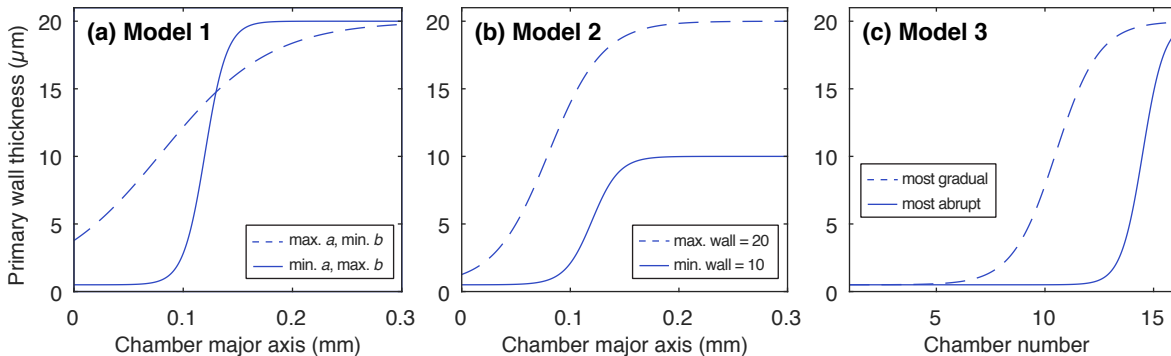 Primary wall thickness (µm)
20
15
10
5
0
(a) Model 1
max. a, min. b
min. a, max. b
0
0.1
0.2
0.3
Chamber major axis (mm)
20
15
10
5
0
(b) Model 2
max. wall = 20
min. wall = 10
0
0.1
0.2
0.3
Chamber major axis (mm)
20
15
10
5
0
(c) Model 3
most gradual
most abrupt
5
10
15
Chamber number